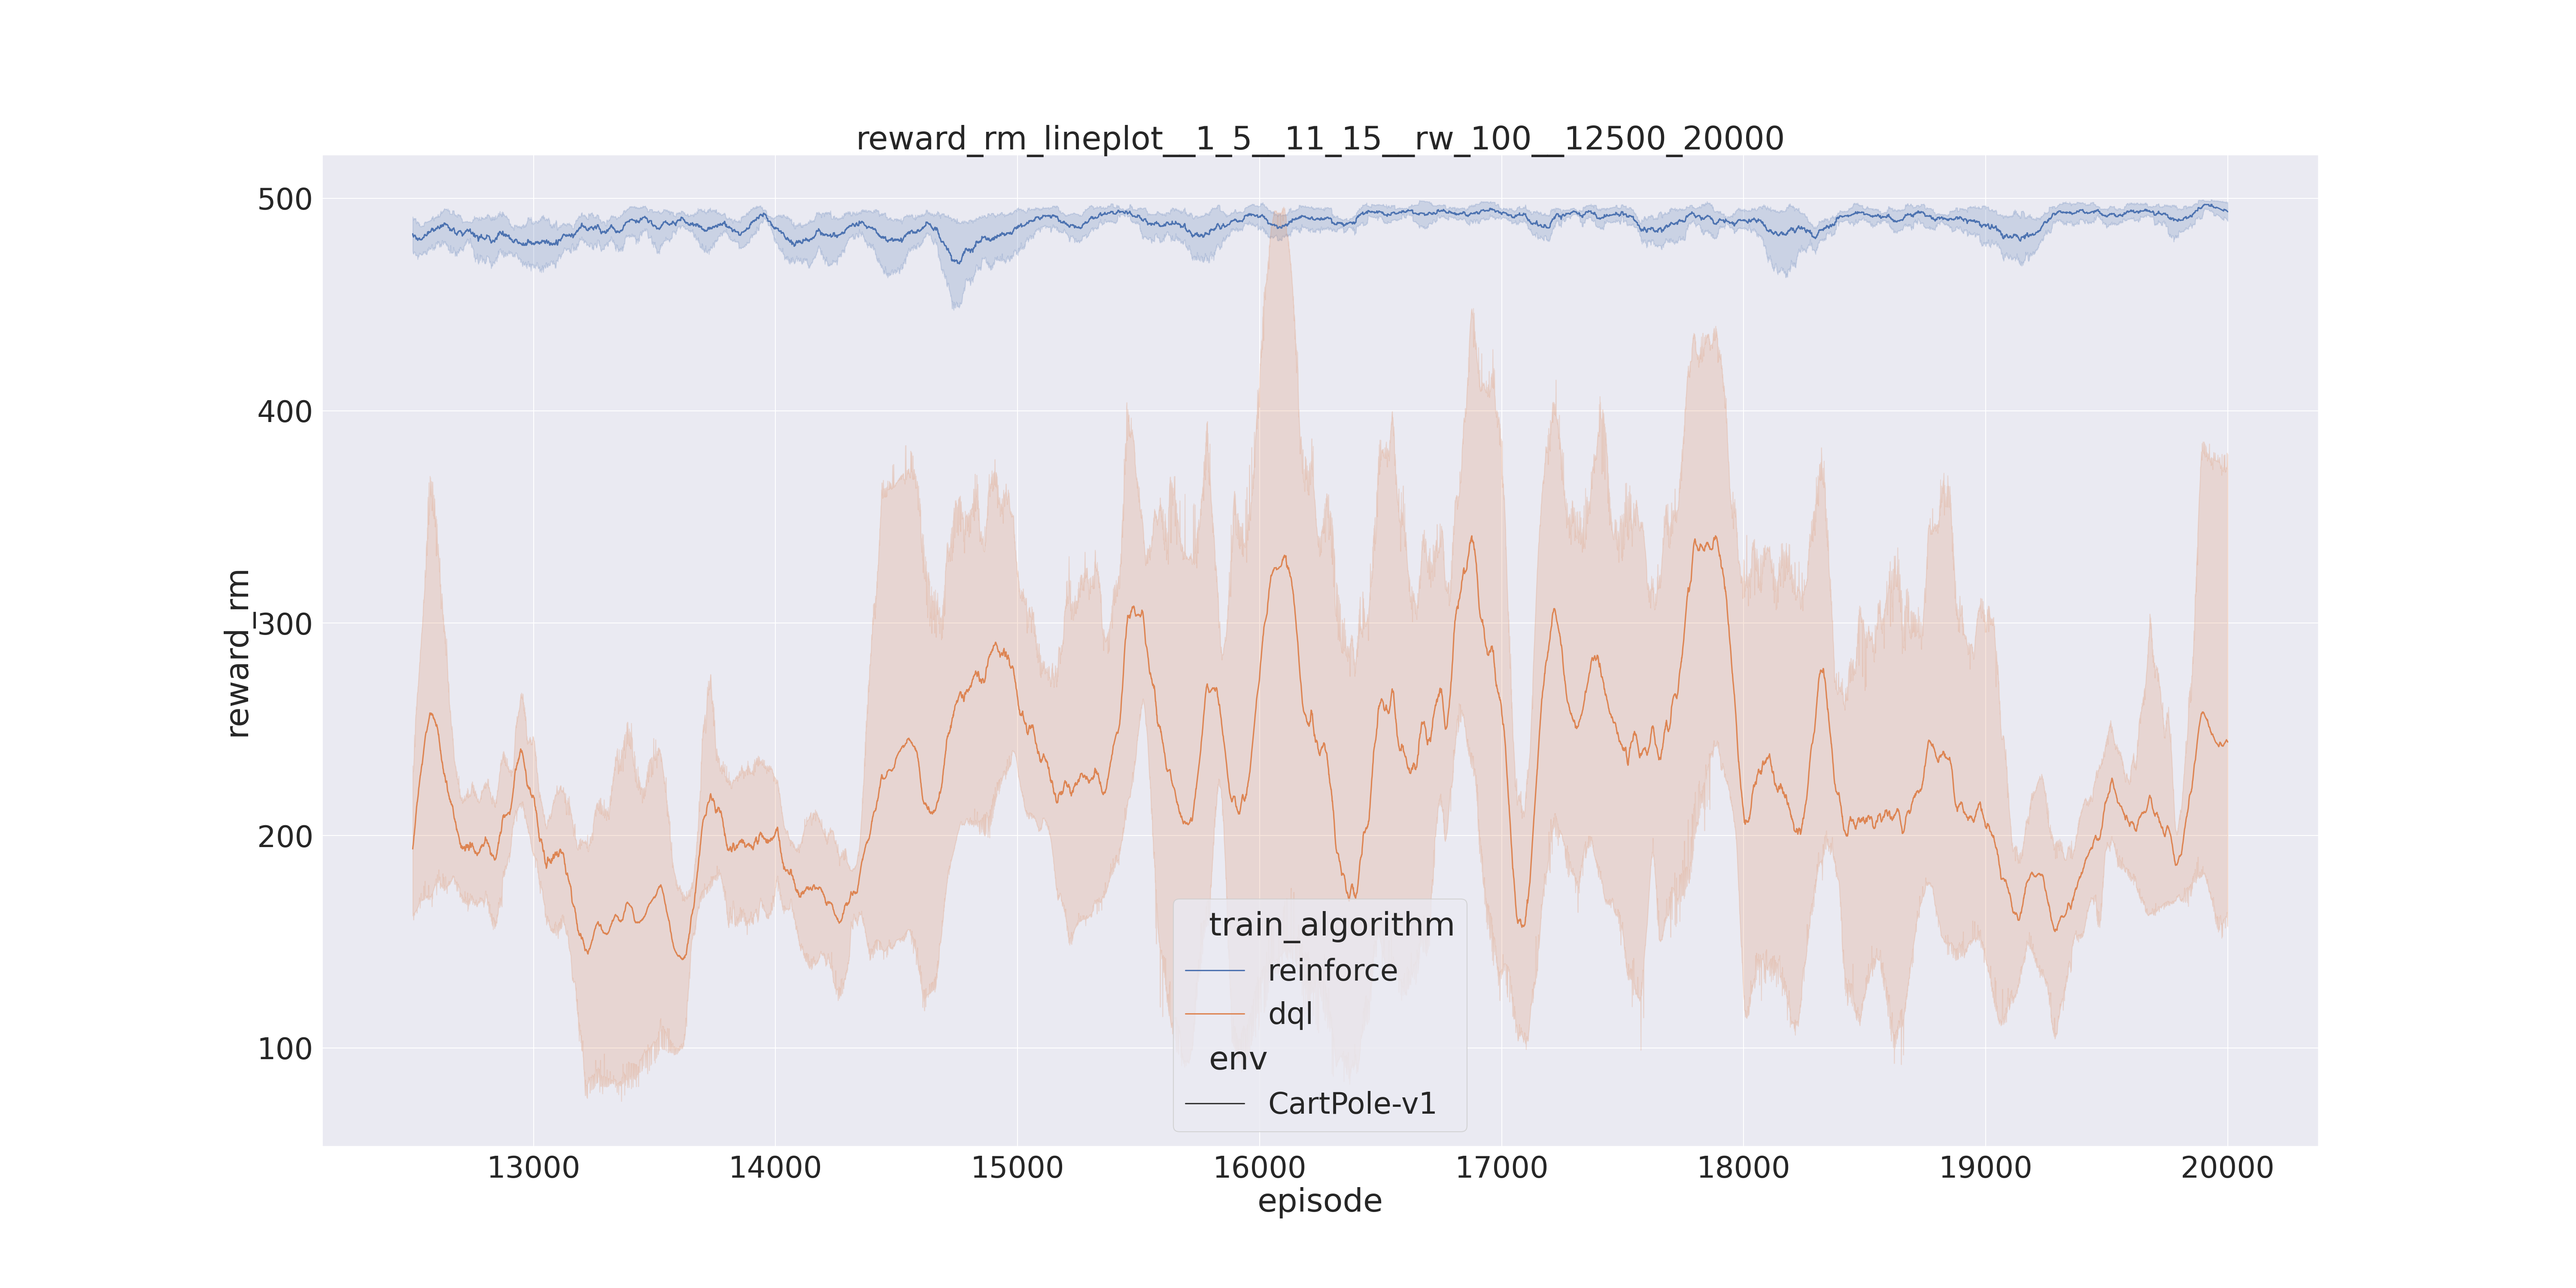 reward_rm_lineplot__1_5__11_15__rw_100__12500_20000
500
400
300
200
100
reward_rm
train_algorithm
reinforce
dql
env
CartPole-v1
13000 14000 15000 16000 17000 18000 19000 20000
episode